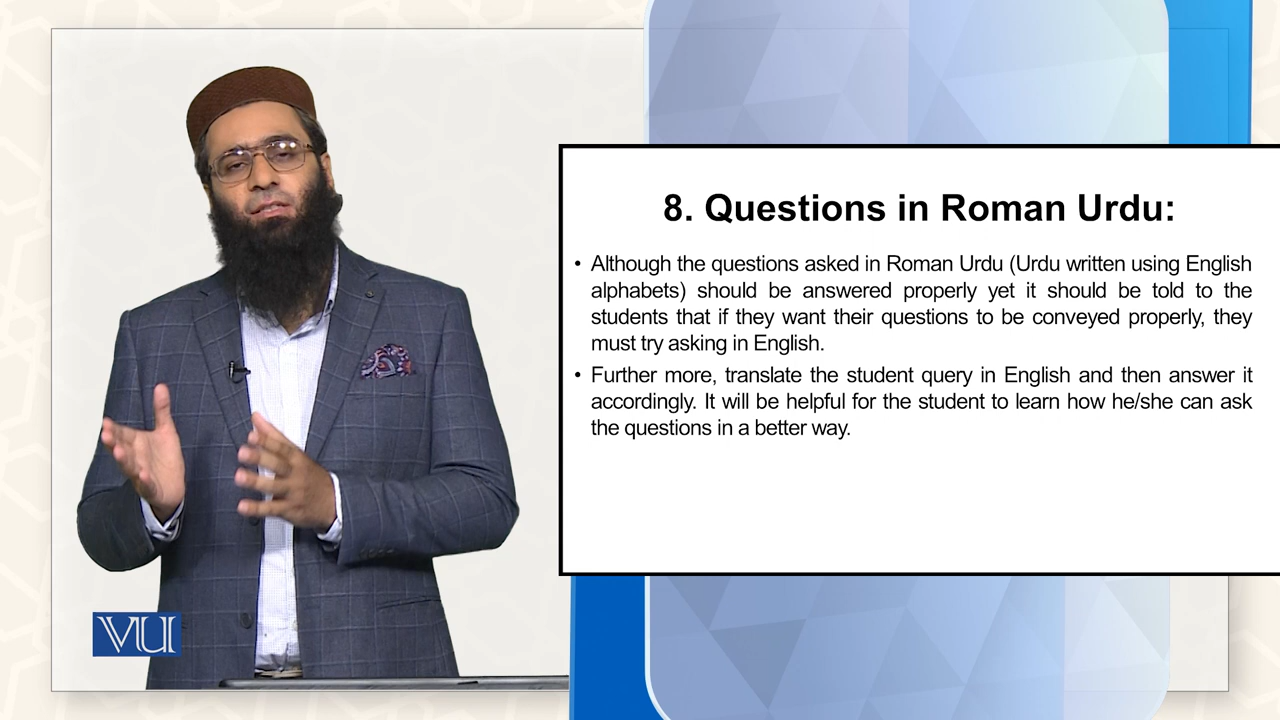 8. Questions in Roman Urdu:
• Although the questions asked in Roman Urdu (Urdu written using English
alphabets) should be answered properly yet it should be told to the
students that if they want their questions to be conveyed properly, they
must try asking in English.
• Further more, translate the student query in English and then answer it
accordingly. It will be helpful for the student to learn how he/she can ask
the questions in a better way.
VU